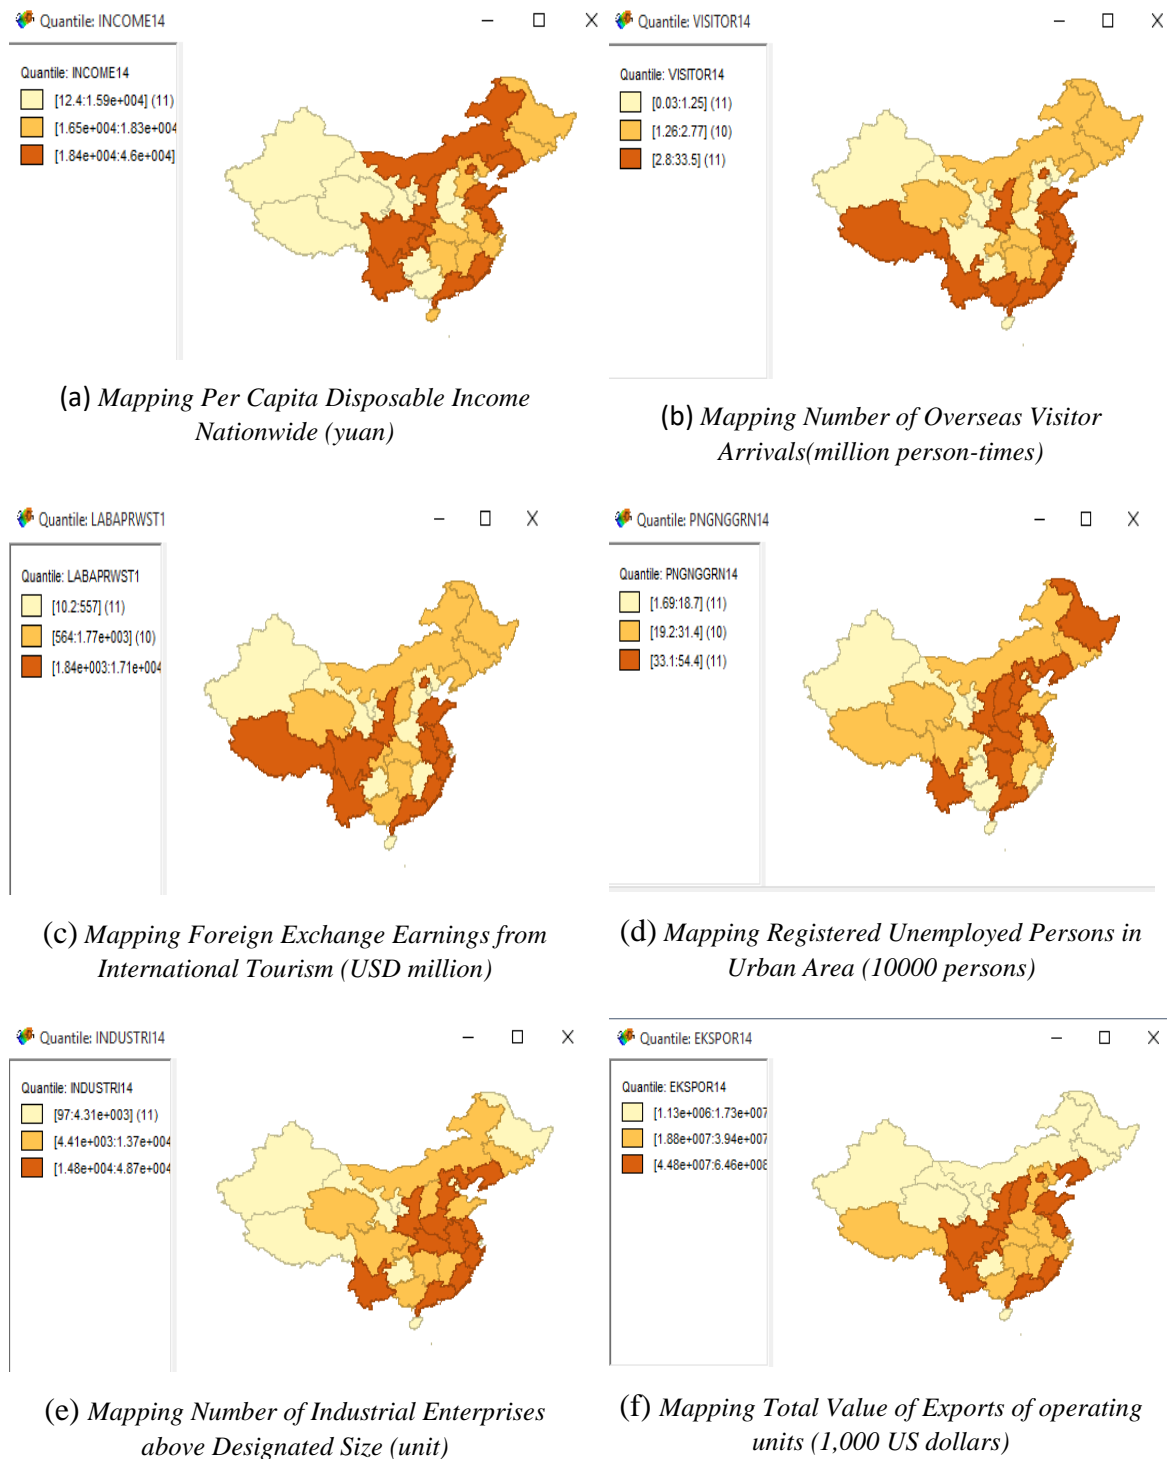 Quantile: INCOME14
Quantile: INCOME14
[12.4:1.59e+004] (11)
[1.65e+004:1.83e+004
[1.84e+004:4.6e+004]
(a) Mapping Per Capita Disposable Income
Nationwide (yuan)
Quantile: VISITOR14
Quantile: VISITOR14
[0.03:1.25] (11)
[1.26:2.77] (10)
[2.8:33.5] (11)
(b) Mapping Number of Overseas Visitor
Arrivals(million person-times)
Quantile: LABAPRWST1
Quantile: LABAPRWST1
[10.2:557] (11)
[564:1.77e+003] (10)
[1.84e+003:1.71e+004
(c) Mapping Foreign Exchange Earnings from
International Tourism (USD million)
Quantile: PNGNGGRN14
Quantile: PNGNGGRN14
[1.69:18.7] (11)
[19.2:31.4] (10)
[33.1:54.4] (11)
(d) Mapping Registered Unemployed Persons in
Urban Area (10000 persons)
Quantile: INDUSTRI14
Quantile: INDUSTRI14
[97:4.31e+003] (11)
[4.41e+003:1.37e+004
[1.48e+004:4.87e+004
(e) Mapping Number of Industrial Enterprises
above Designated Size (unit)
Quantile: EKSPOR14
Quantile: EKSPOR14
[1.13e+006:1.73e+007
[1.88e+007:3.94e+007
[4.48e+007:6.46e+008
(f) Mapping Total Value of Exports of operating
units (1,000 US dollars)